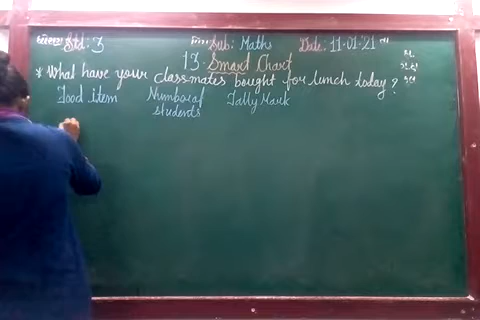 Std: 3 Sub: Maths Date: 11-01-21
13. Smart Chart
* What have your classmates bought for lunch today?
Food item Number of Tally Mark
students